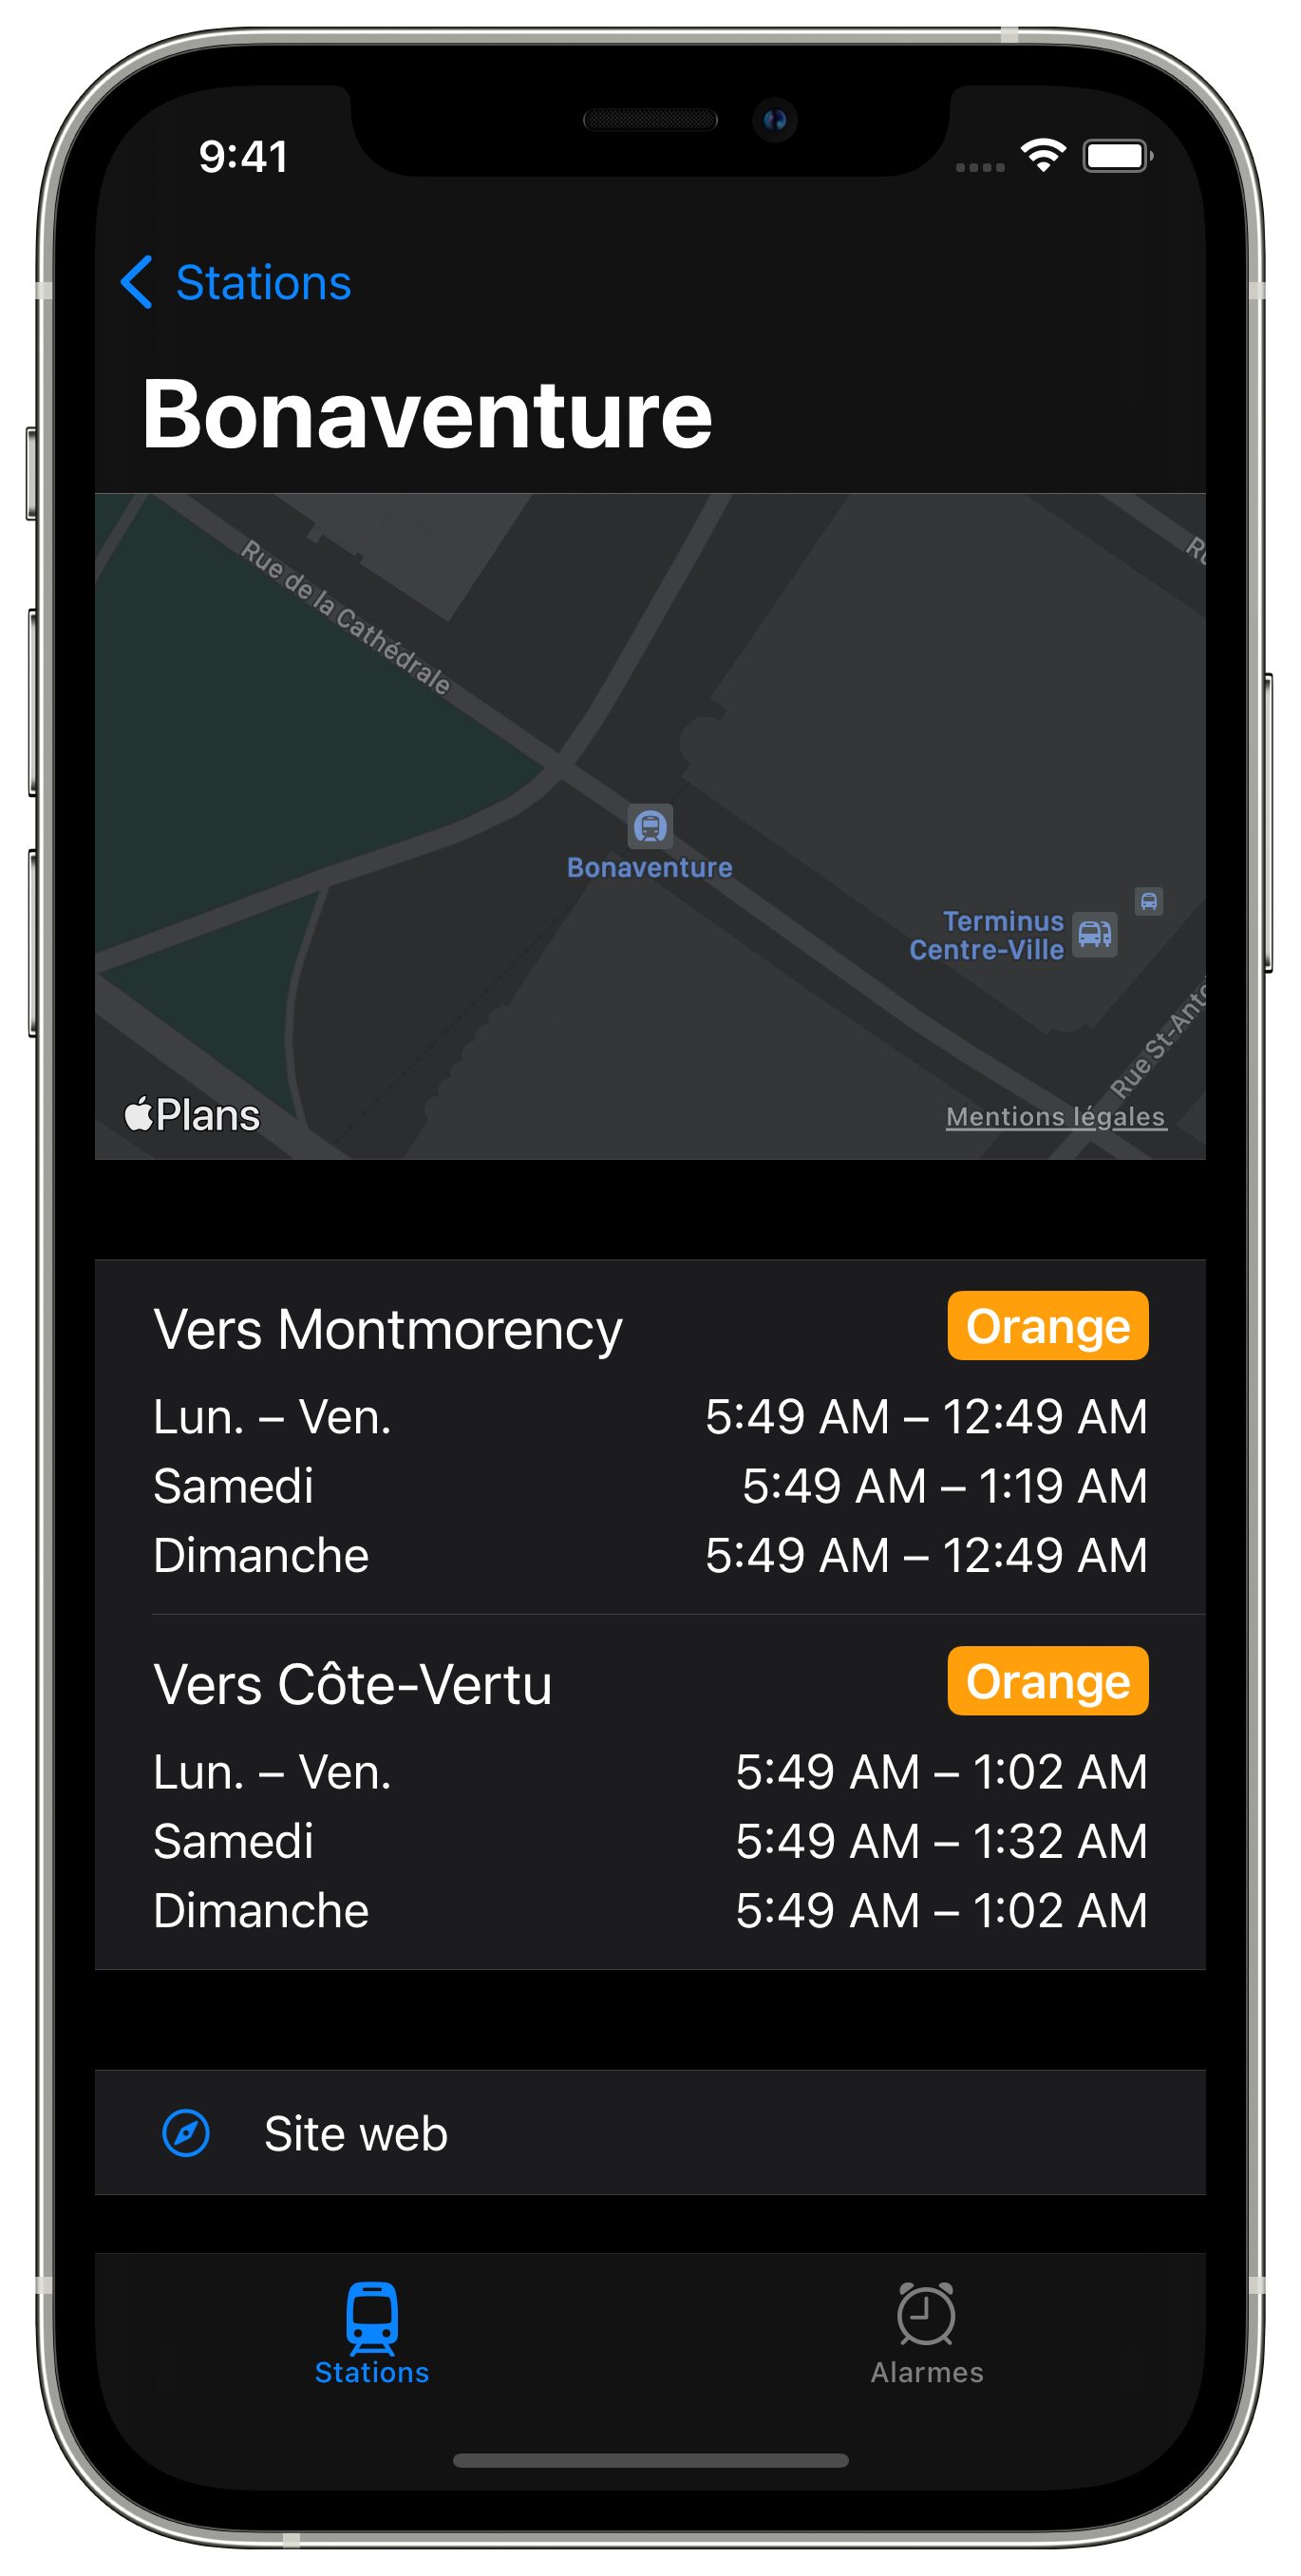 9:41
Stations
Bonaventure
Rue de la Cathédrale
Bonaventure
Terminus
Centre-Ville
Rue St-Anto
Plans
Mentions légales
Vers Montmorency
Orange
Lun. – Ven.
5:49 AM – 12:49 AM
Samedi
5:49 AM – 1:19 AM
Dimanche
5:49 AM – 12:49 AM
Vers Côte-Vertu
Orange
Lun. – Ven.
5:49 AM – 1:02 AM
Samedi
5:49 AM – 1:32 AM
Dimanche
5:49 AM – 1:02 AM
Site web
Stations
Alarmes